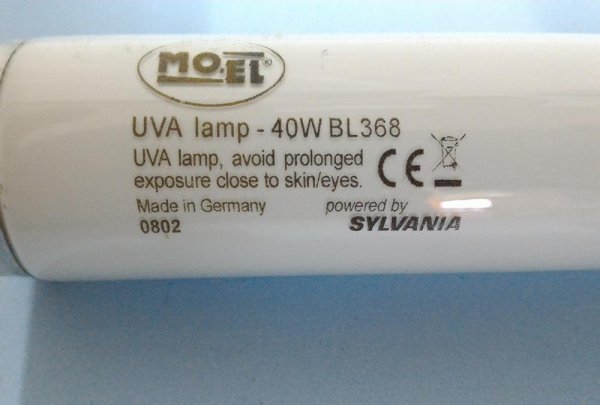 MO-EL®
UVA lamp - 40W BL368
UVA lamp, avoid prolonged
exposure close to skin/eyes. CE
Made in Germany powered by
0802 SYLVANIA